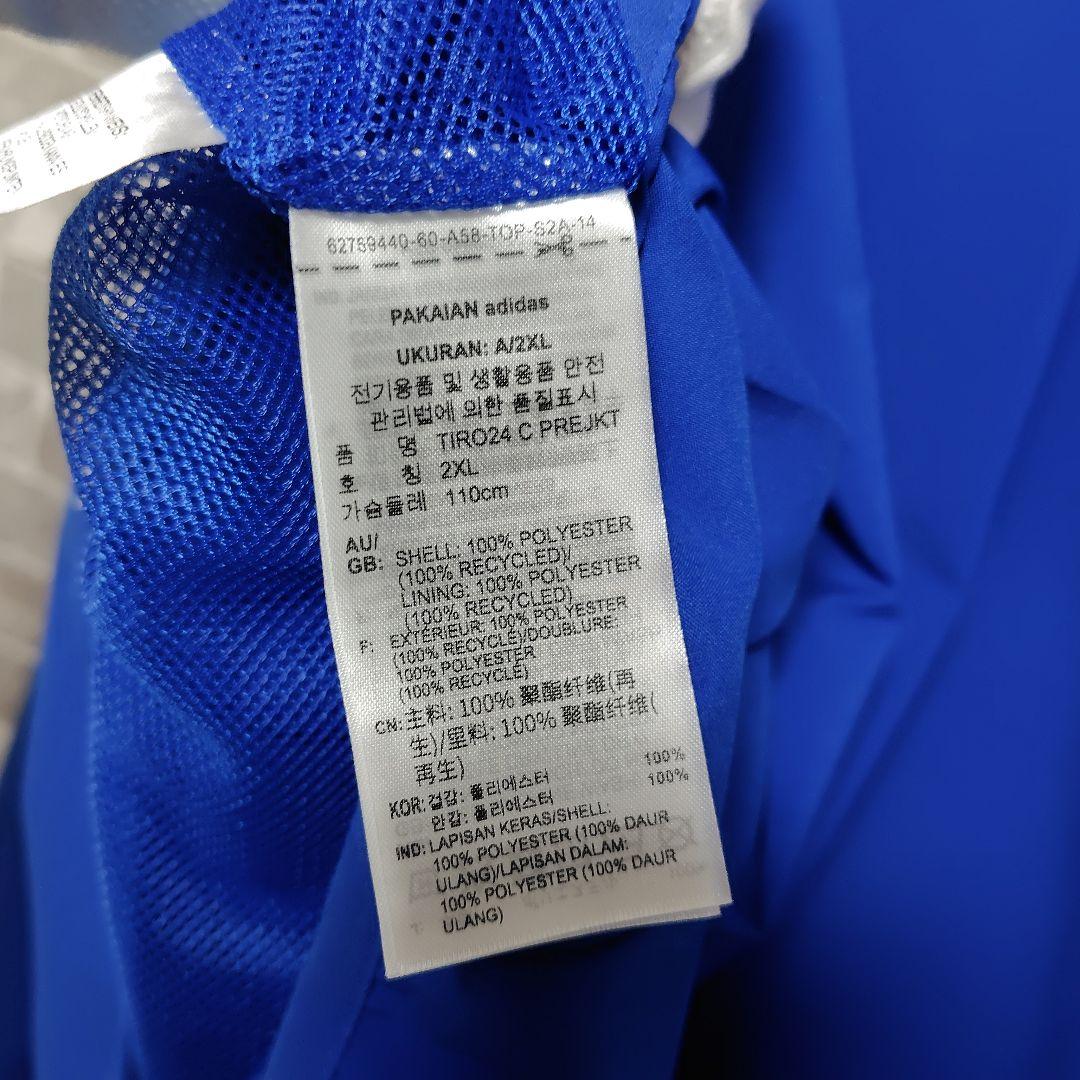 62759440-60-A58-TOP-S2A-14
PAKAIAN adidas
UKURAN: A/2XL
전기용품 및 생활용품 안전
관리법에 의한 품질표시
품 명 TIRO24 C PREJKT
호 칭 2XL
가슴둘레 110cm
AU/
GB: SHELL: 100% POLYESTER
(100% RECYCLED)/
LINING: 100% POLYESTER
(100% RECYCLED)
F: EXTÉRIEUR: 100% POLYESTER
(100% RECYCLÉ)/DOUBLURE:
100% POLYESTER
(100% RECYCLÉ)
CN: 主料: 100% 聚酯纤维(再
生)/里料: 100% 聚酯纤维(
再生)
KOR: 겉감: 폴리에스터 100%
안감: 폴리에스터 100%
IND: LAPISAN KERAS/SHELL:
100% POLYESTER (100% DAUR
ULANG)/LAPISAN DALAM:
100% POLYESTER (100% DAUR
ULANG)